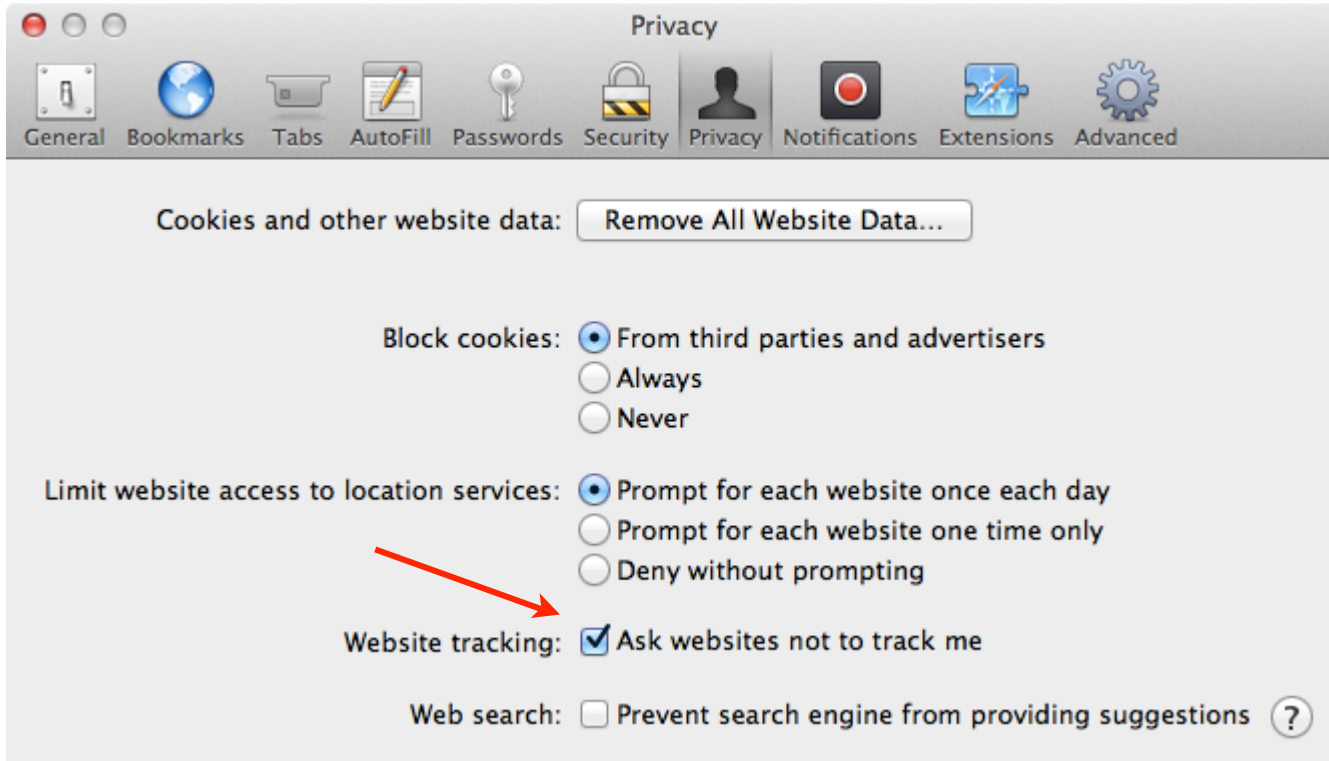 Privacy
General Bookmarks Tabs AutoFill Passwords Security Privacy Notifications Extensions Advanced
Cookies and other website data: Remove All Website Data...
Block cookies: From third parties and advertisers
Always
Never
Limit website access to location services: Prompt for each website once each day
Prompt for each website one time only
Deny without prompting
Website tracking: Ask websites not to track me
Web search: Prevent search engine from providing suggestions ?